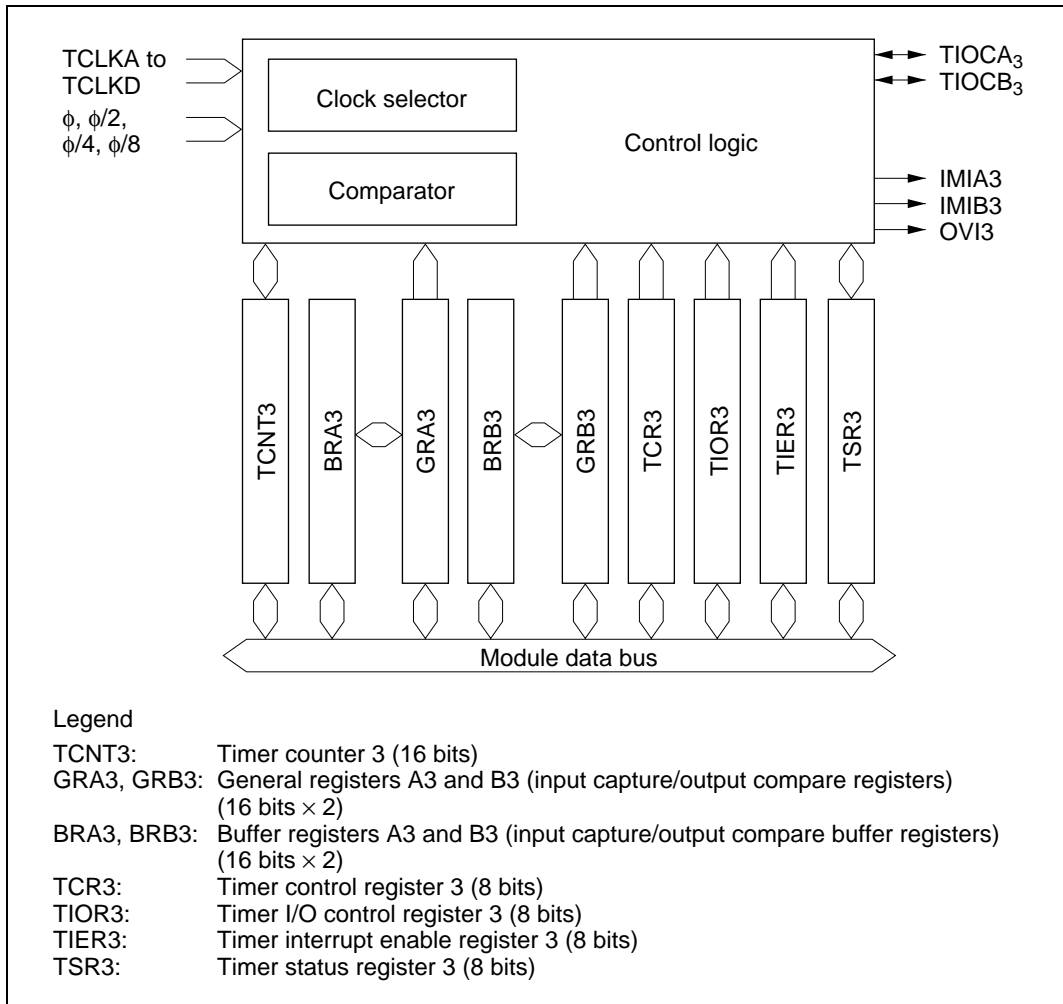 TCLKA to
TCLKD
ϕ, ϕ/2,
ϕ/4, ϕ/8
Clock selector
Comparator
Control logic
TIOCA₃
TIOCB₃
IMIA3
IMIB3
OVI3
TCNT3
BRA3
GRA3
BRB3
GRB3
TCR3
TIOR3
TIER3
TSR3
Module data bus
Legend
TCNT3: Timer counter 3 (16 bits)
GRA3, GRB3: General registers A3 and B3 (input capture/output compare registers)
(16 bits × 2)
BRA3, BRB3: Buffer registers A3 and B3 (input capture/output compare buffer registers)
(16 bits × 2)
TCR3: Timer control register 3 (8 bits)
TIOR3: Timer I/O control register 3 (8 bits)
TIER3: Timer interrupt enable register 3 (8 bits)
TSR3: Timer status register 3 (8 bits)